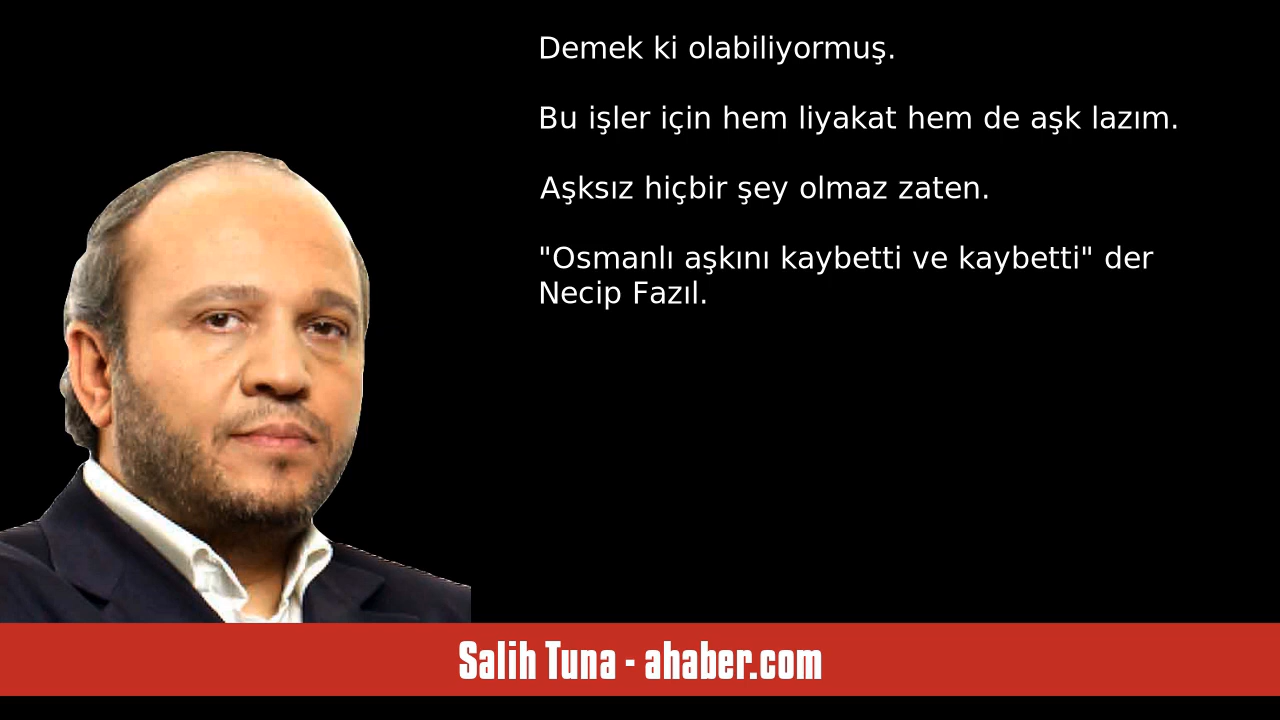 Demek ki olabiliyormuş.
Bu işler için hem liyakat hem de aşk lazım.
Aşksız hiçbir şey olmaz zaten.
"Osmanlı aşkını kaybetti ve kaybetti" der
Necip Fazıl.
Salih Tuna - ahaber.com